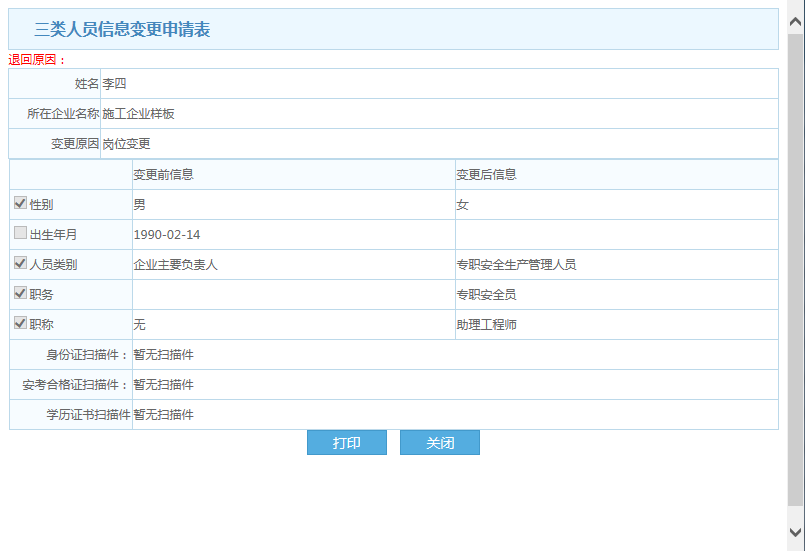 三类人员信息变更申请表
退回原因：
姓名 李四
所在企业名称 施工企业样板
变更原因 岗位变更
变更前信息 变更后信息
性别 男 女
出生年月 1990-02-14
人员类别 企业主要负责人 专职安全生产管理人员
职务 专职安全员
职称 无 助理工程师
身份证扫描件： 暂无扫描件
安考合格证扫描件： 暂无扫描件
学历证书扫描件 暂无扫描件
打印 关闭